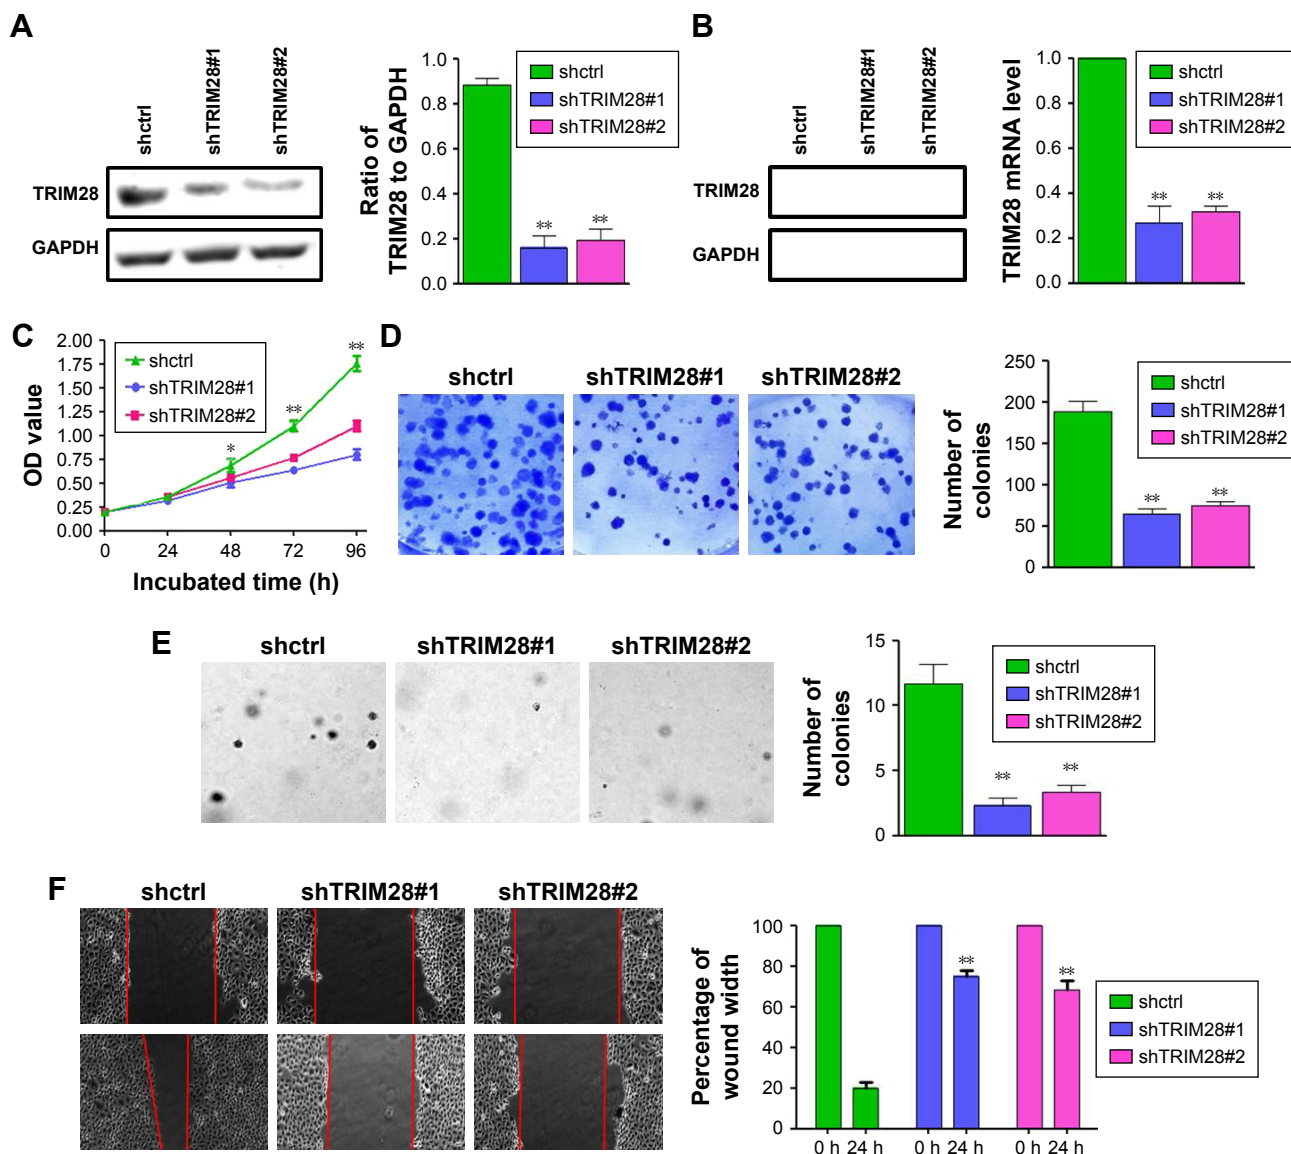 A
shctrl
shTRIM28#1
shTRIM28#2
TRIM28
GAPDH
Ratio of
TRIM28 to GAPDH
1.0
0.8
0.6
0.4
0.2
0.0
**
**
shctrl
shTRIM28#1
shTRIM28#2
B
shctrl
shTRIM28#1
shTRIM28#2
TRIM28
GAPDH
TRIM28 mRNA level
1.0
0.8
0.6
0.4
0.2
0.0
**
**
shctrl
shTRIM28#1
shTRIM28#2
C
OD value
2.00
1.75
1.50
1.25
1.00
0.75
0.50
0.25
0.00
shctrl
shTRIM28#1
shTRIM28#2
*
**
**
0 24 48 72 96
Incubated time (h)
D
shctrl shTRIM28#1 shTRIM28#2
Number of
colonies
250
200
150
100
50
0
**
**
shctrl
shTRIM28#1
shTRIM28#2
E
shctrl shTRIM28#1 shTRIM28#2
Number of
colonies
15
10
5
0
**
**
shctrl
shTRIM28#1
shTRIM28#2
F
shctrl shTRIM28#1 shTRIM28#2
Percentage of
wound width
100
80
60
40
20
0
**
**
0 h 24 h 0 h 24 h 0 h 24 h
shctrl
shTRIM28#1
shTRIM28#2